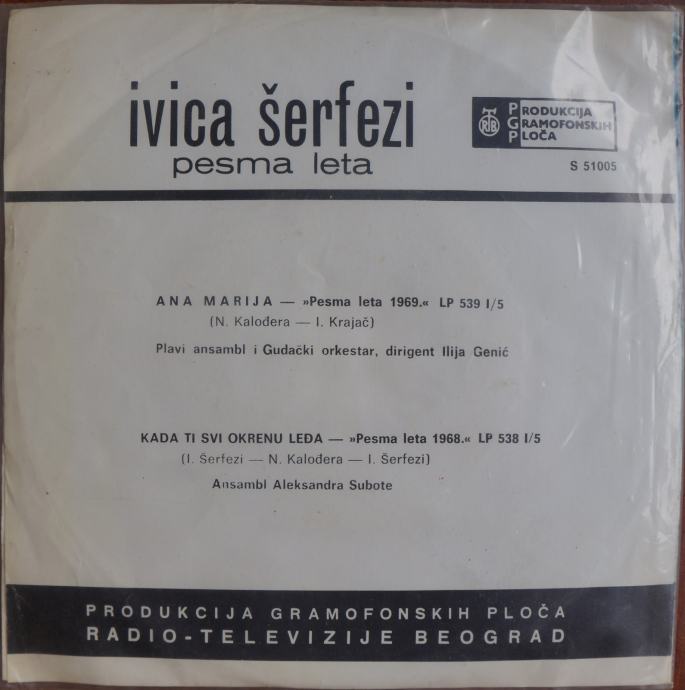 ivica šerfezi
pesma leta
RTB
PRODUKCIJA
GRAMOFONSKIH
PLOČA
S 51005
ANA MARIJA — »Pesma leta 1969.« LP 539 I/5
(N. Kalođera — I. Krajač)
Plavi ansambl i Gudački orkestar, dirigent Ilija Genić
KADA TI SVI OKRENU LEĐA — »Pesma leta 1968.« LP 538 I/5
(I. Šerfezi — N. Kalođera — I. Šerfezi)
Ansambl Aleksandra Subote
PRODUKCIJA GRAMOFONSKIH PLOČA
RADIO-TELEVIZIJE BEOGRAD